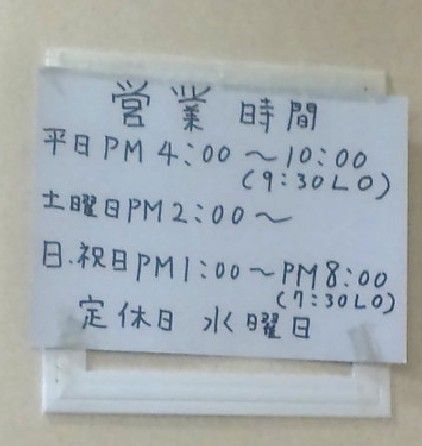 営業時間
平日PM 4:00〜10:00
(9:30LO)
土曜日PM2:00〜
日.祝日PM1:00〜PM8:00
(7:30LO)
定休日 水曜日